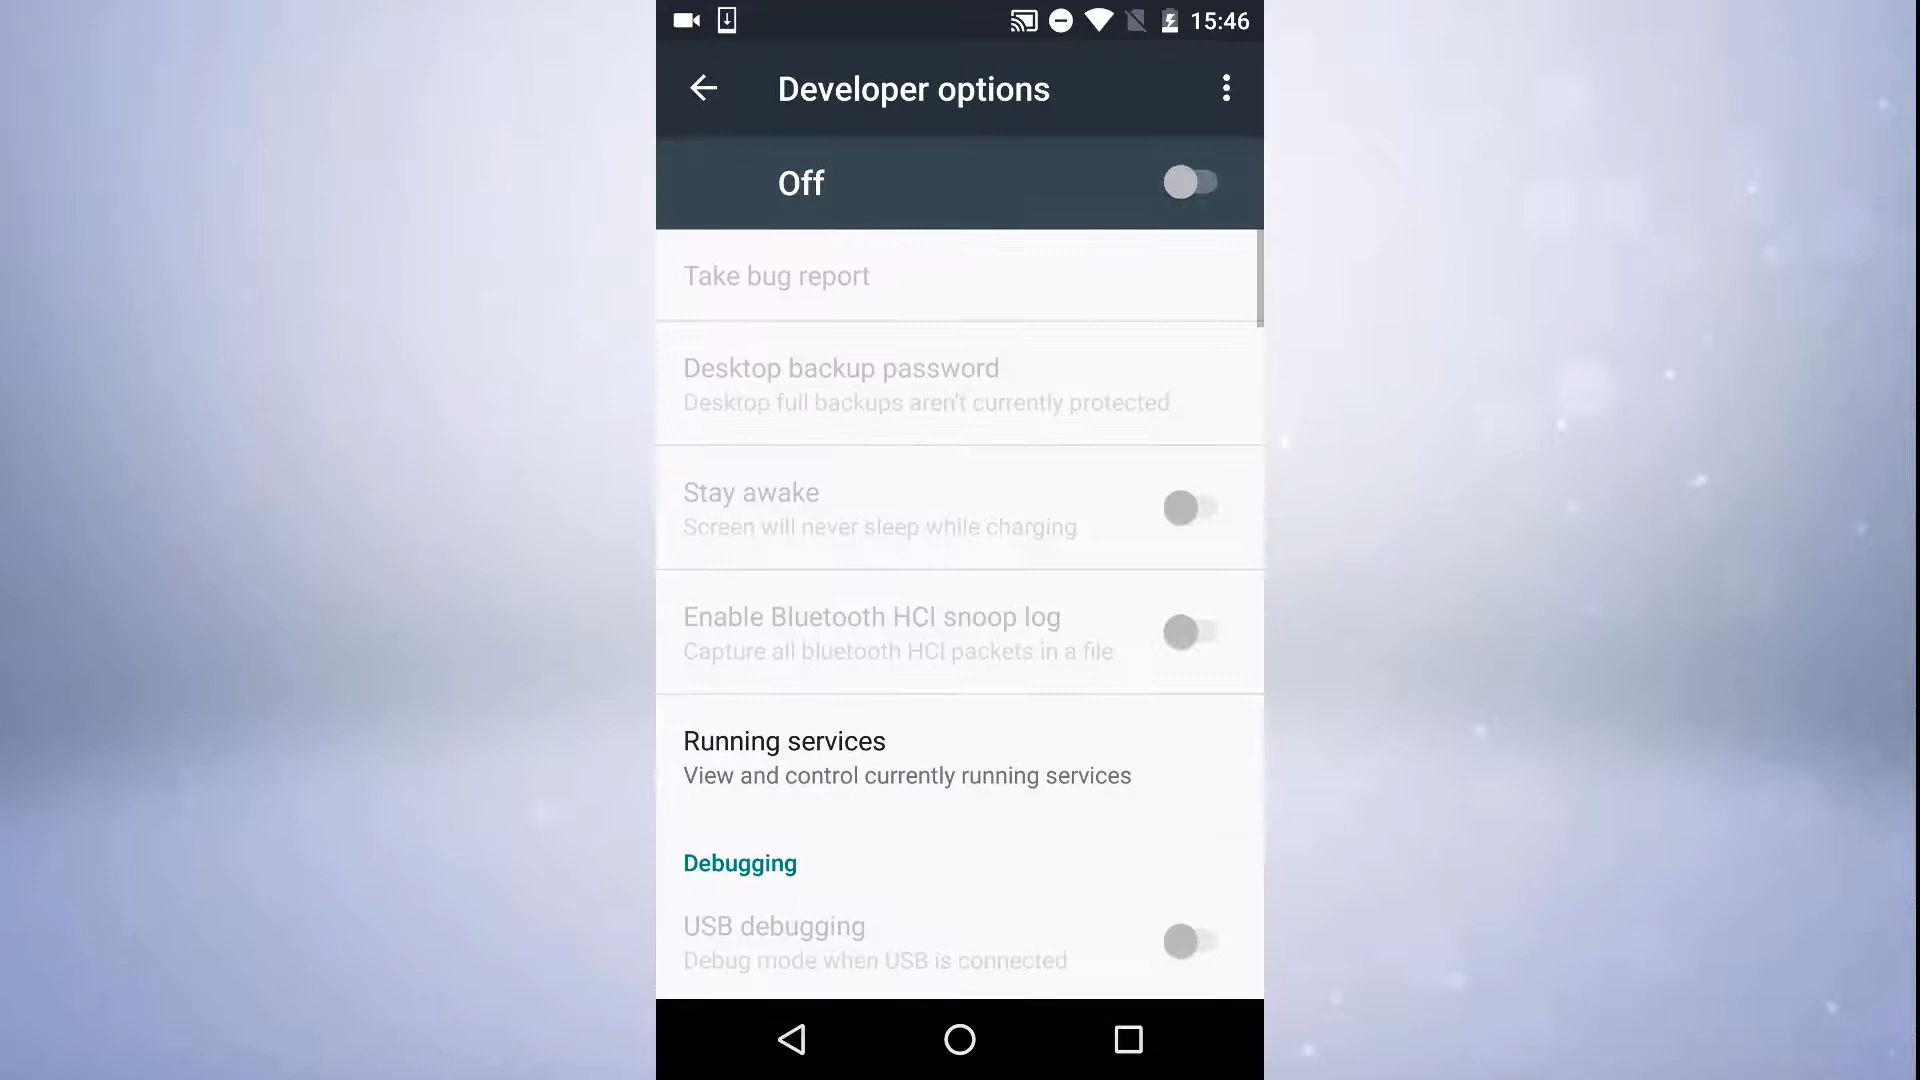 15:46
Developer options
Off
Take bug report
Desktop backup password
Desktop full backups aren't currently protected
Stay awake
Screen will never sleep while charging
Enable Bluetooth HCI snoop log
Capture all bluetooth HCI packets in a file
Running services
View and control currently running services
Debugging
USB debugging
Debug mode when USB is connected